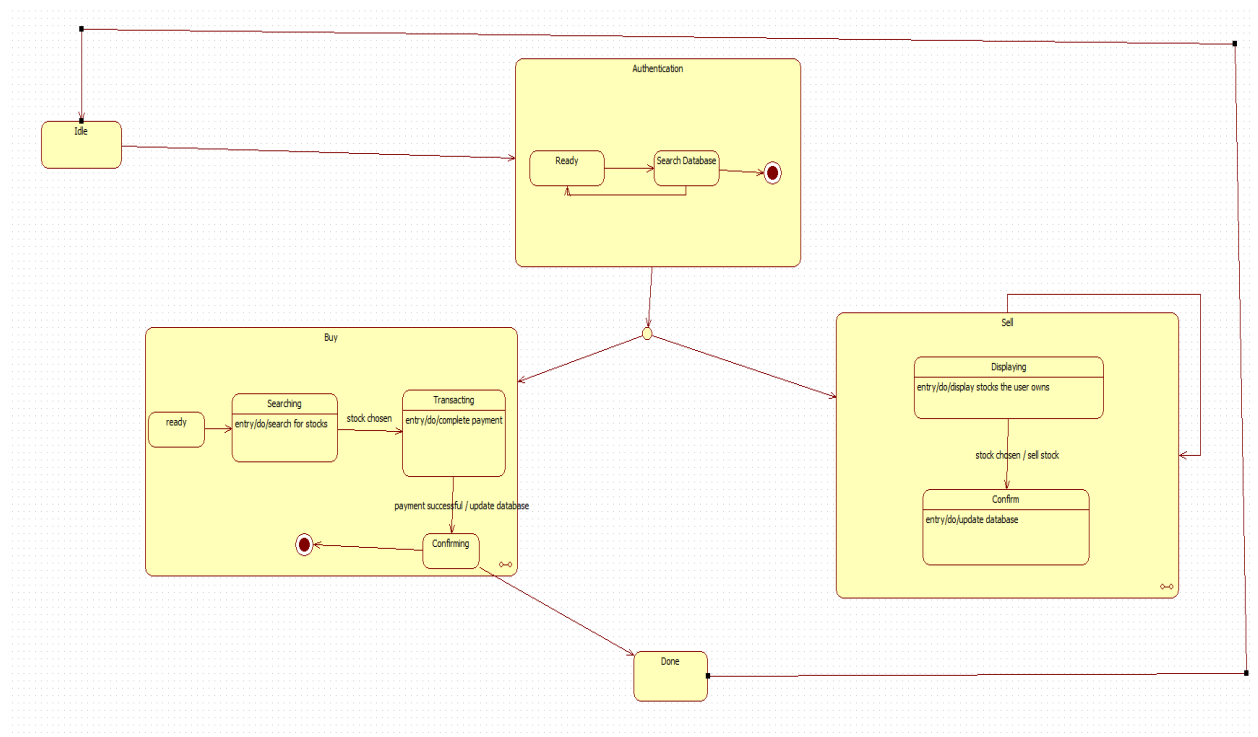 Authentication
Idle
Ready
Search Database
Sell
Buy
Displaying
entry/do/display stocks the user owns
Searching
entry/do/search for stocks
Transacting
entry/do/complete payment
ready
stock chosen
stock chosen / sell stock
Confirm
entry/do/update database
payment successful / update database
Confirming
Done